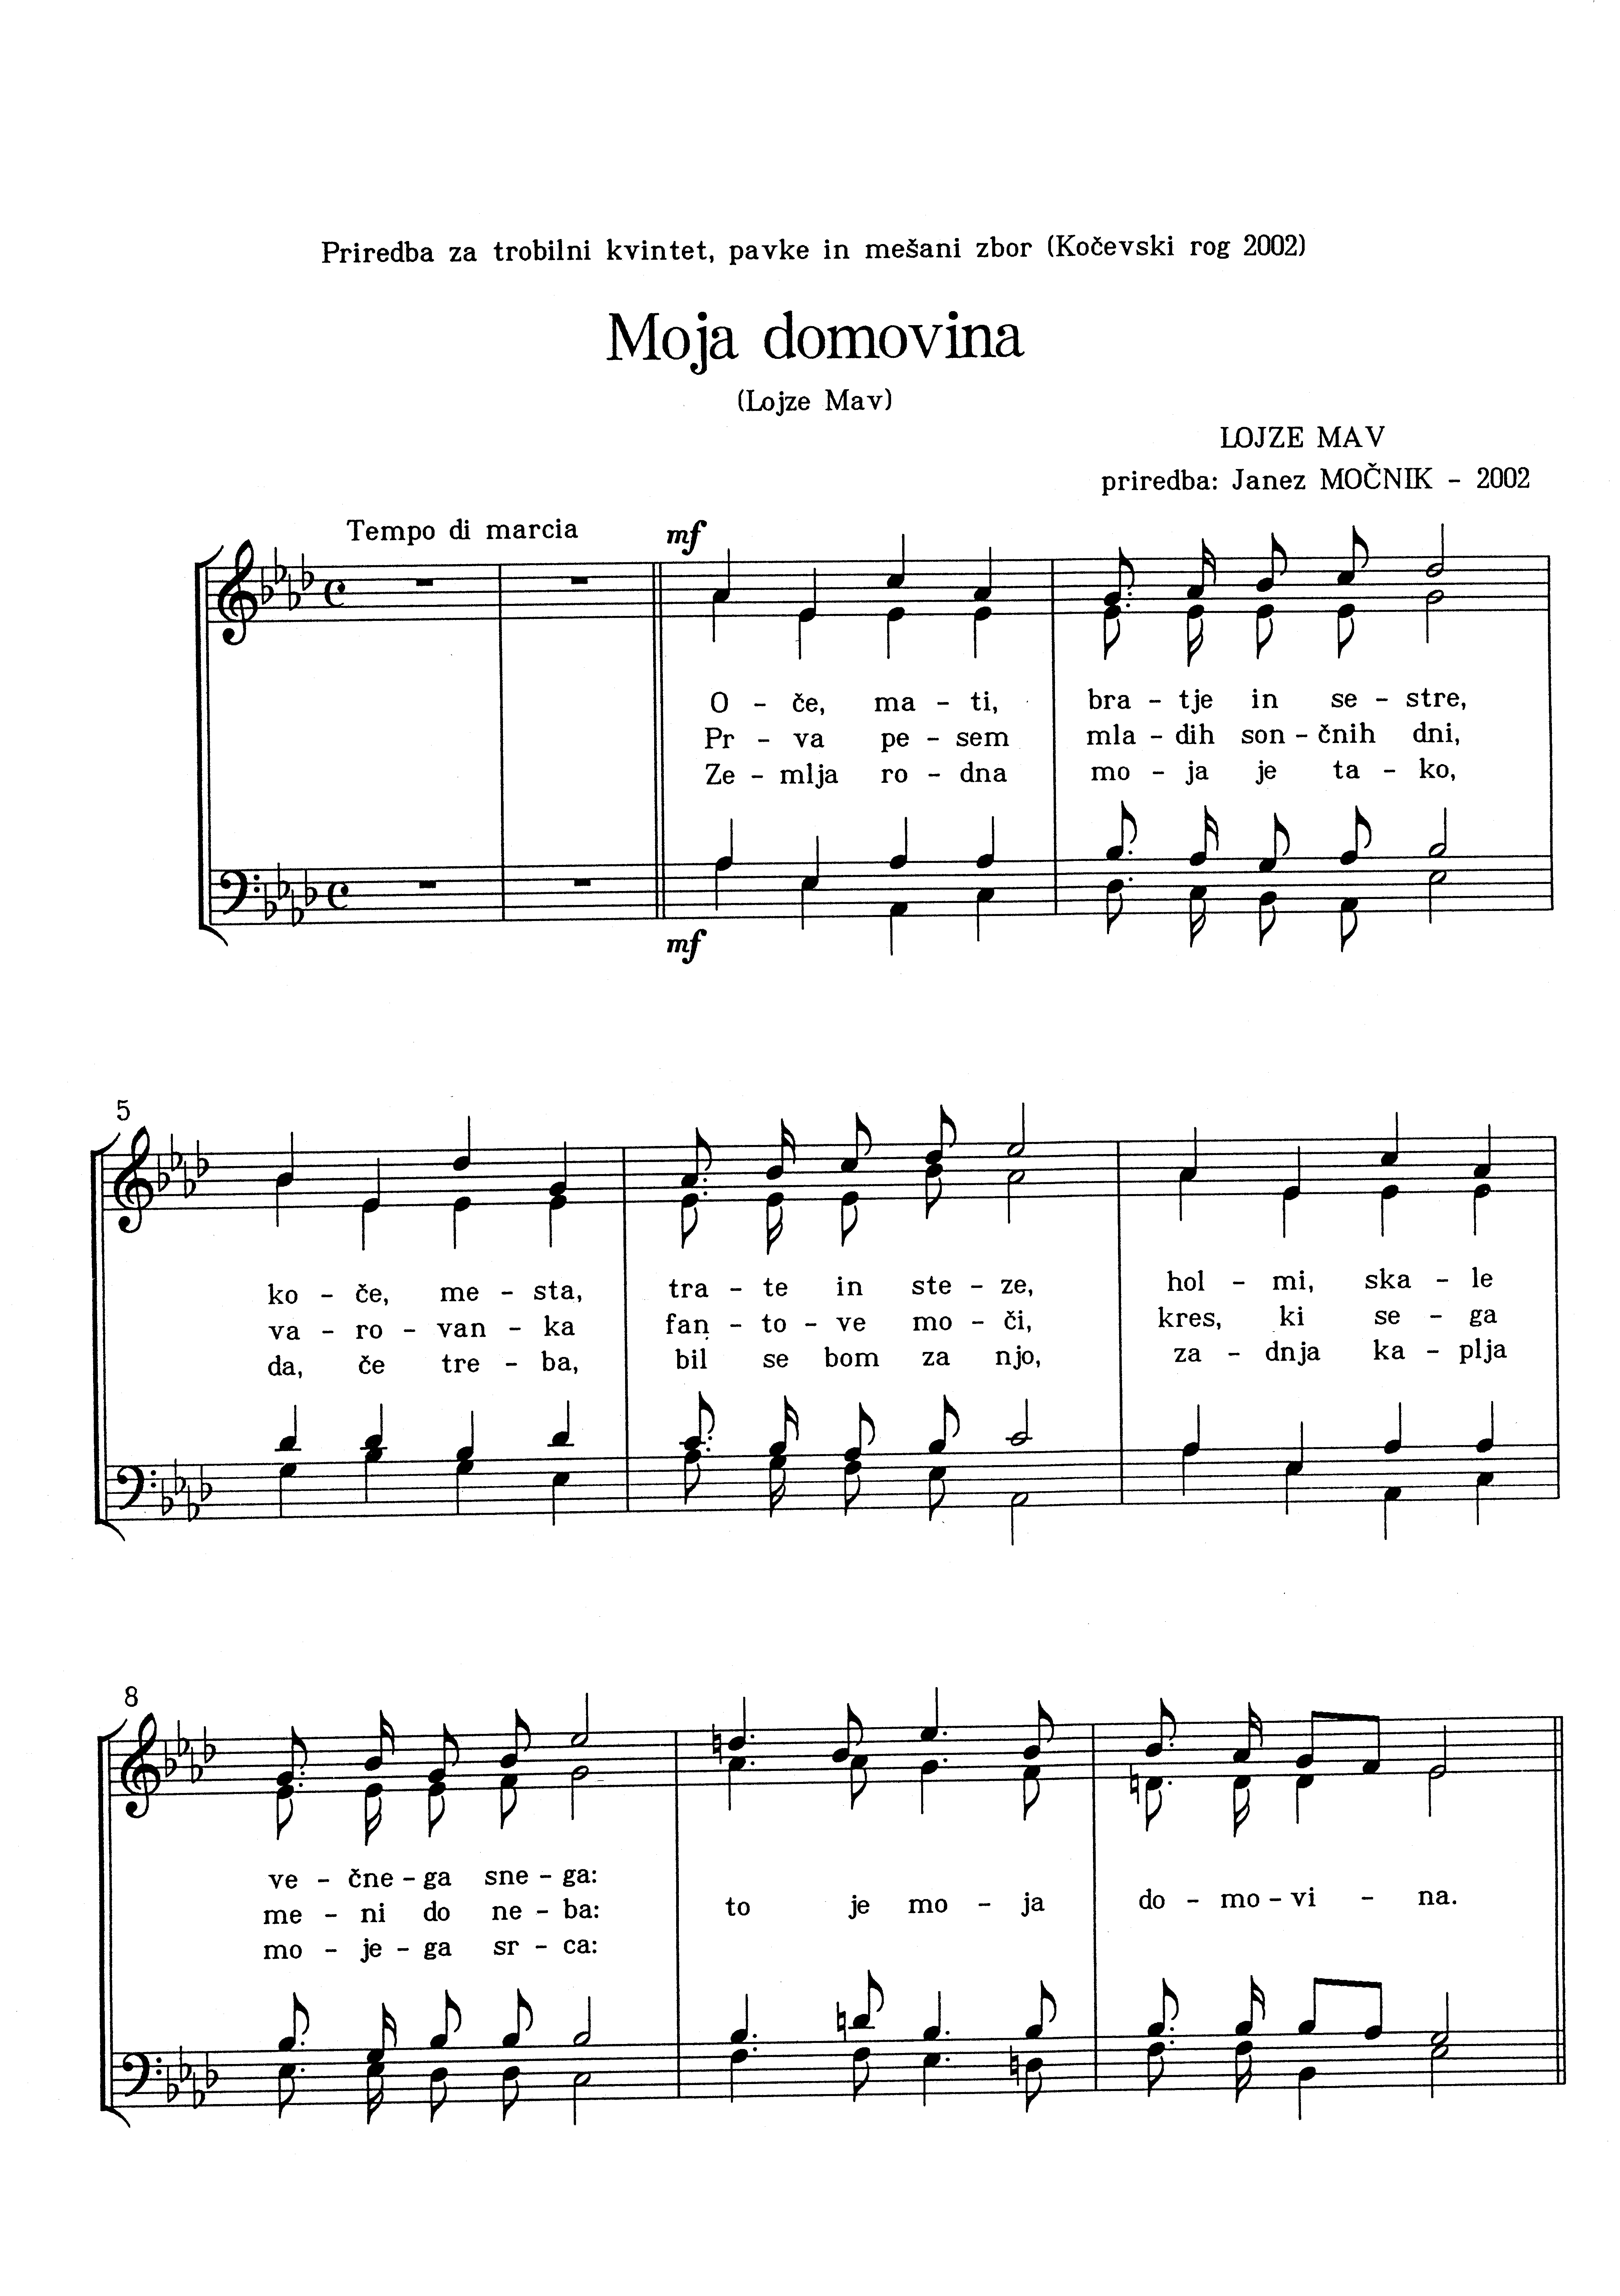 Priredba za trobilni kvintet, pavke in mešani zbor (Kočevski rog 2002)
Moja domovina
(Lojze Mav)
LOJZE MAV
priredba: Janez MOČNIK - 2002
Tempo di marcia
mf
O - če, ma - ti, bra - tje in se - stre,
Pr - va pe - sem mla - dih son - čnih dni,
Ze - mlja ro - dna mo - ja je ta - ko,
mf
5
ko - če, me - sta, tra - te in ste - ze, hol - mi, ska - le
va - ro - van - ka fan - to - ve mo - či, kres, ki se - ga
da, če tre - ba, bil se bom za njo, za - dnja ka - plja
8
ve - čne - ga sne - ga:
me - ni do ne - ba: to je mo - ja do - mo - vi - na.
mo - je - ga sr - ca: